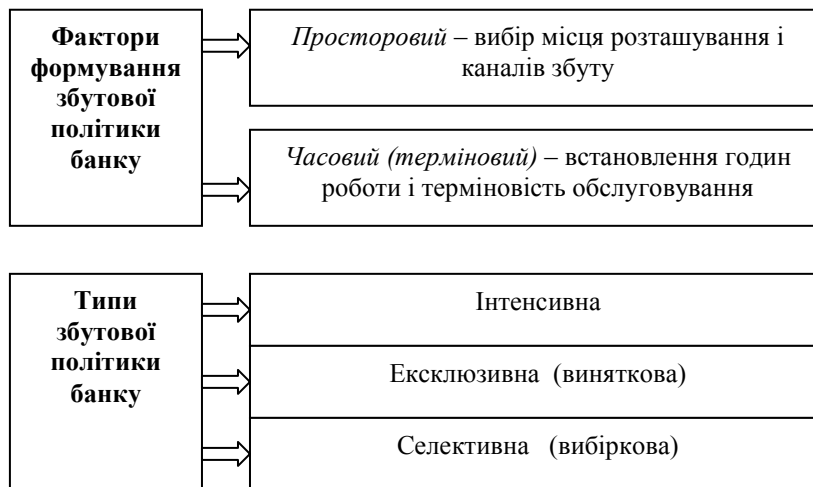 Фактори
формування
збутової
політики
банку
Просторовий – вибір місця розташування і
каналів збуту
Часовий (терміновий) – встановлення годин
роботи і терміновість обслуговування
Типи
збутової
політики
банку
Інтенсивна
Ексклюзивна (виняткова)
Селективна (вибіркова)